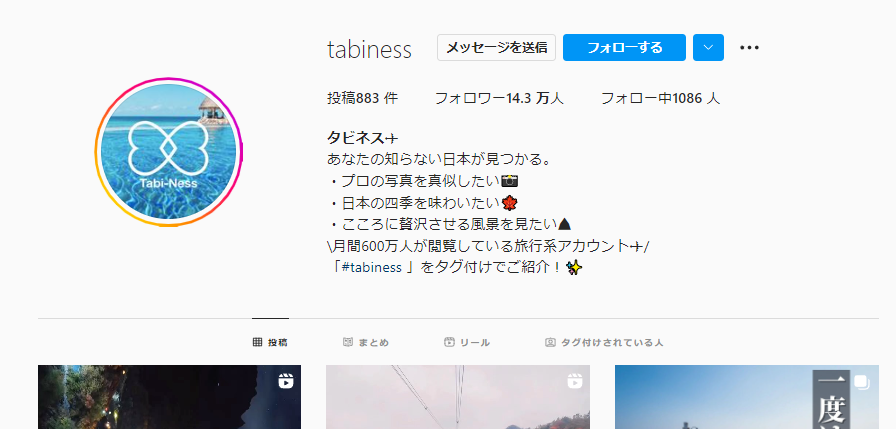 tabiness メッセージを送信 フォローする
投稿883 件 フォロワー14.3 万人 フォロー中1086 人
タビネス✈
あなたの知らない日本が見つかる。
・プロの写真を真似したい📸
・日本の四季を味わいたい🍁
・こころに贅沢させる風景を見たい⛰
\月間600万人が閲覧している旅行系アカウント✈/
「#tabiness 」をタグ付けでご紹介！✨
Tabi-Ness
投稿 まとめ リール タグ付けされている人
一度